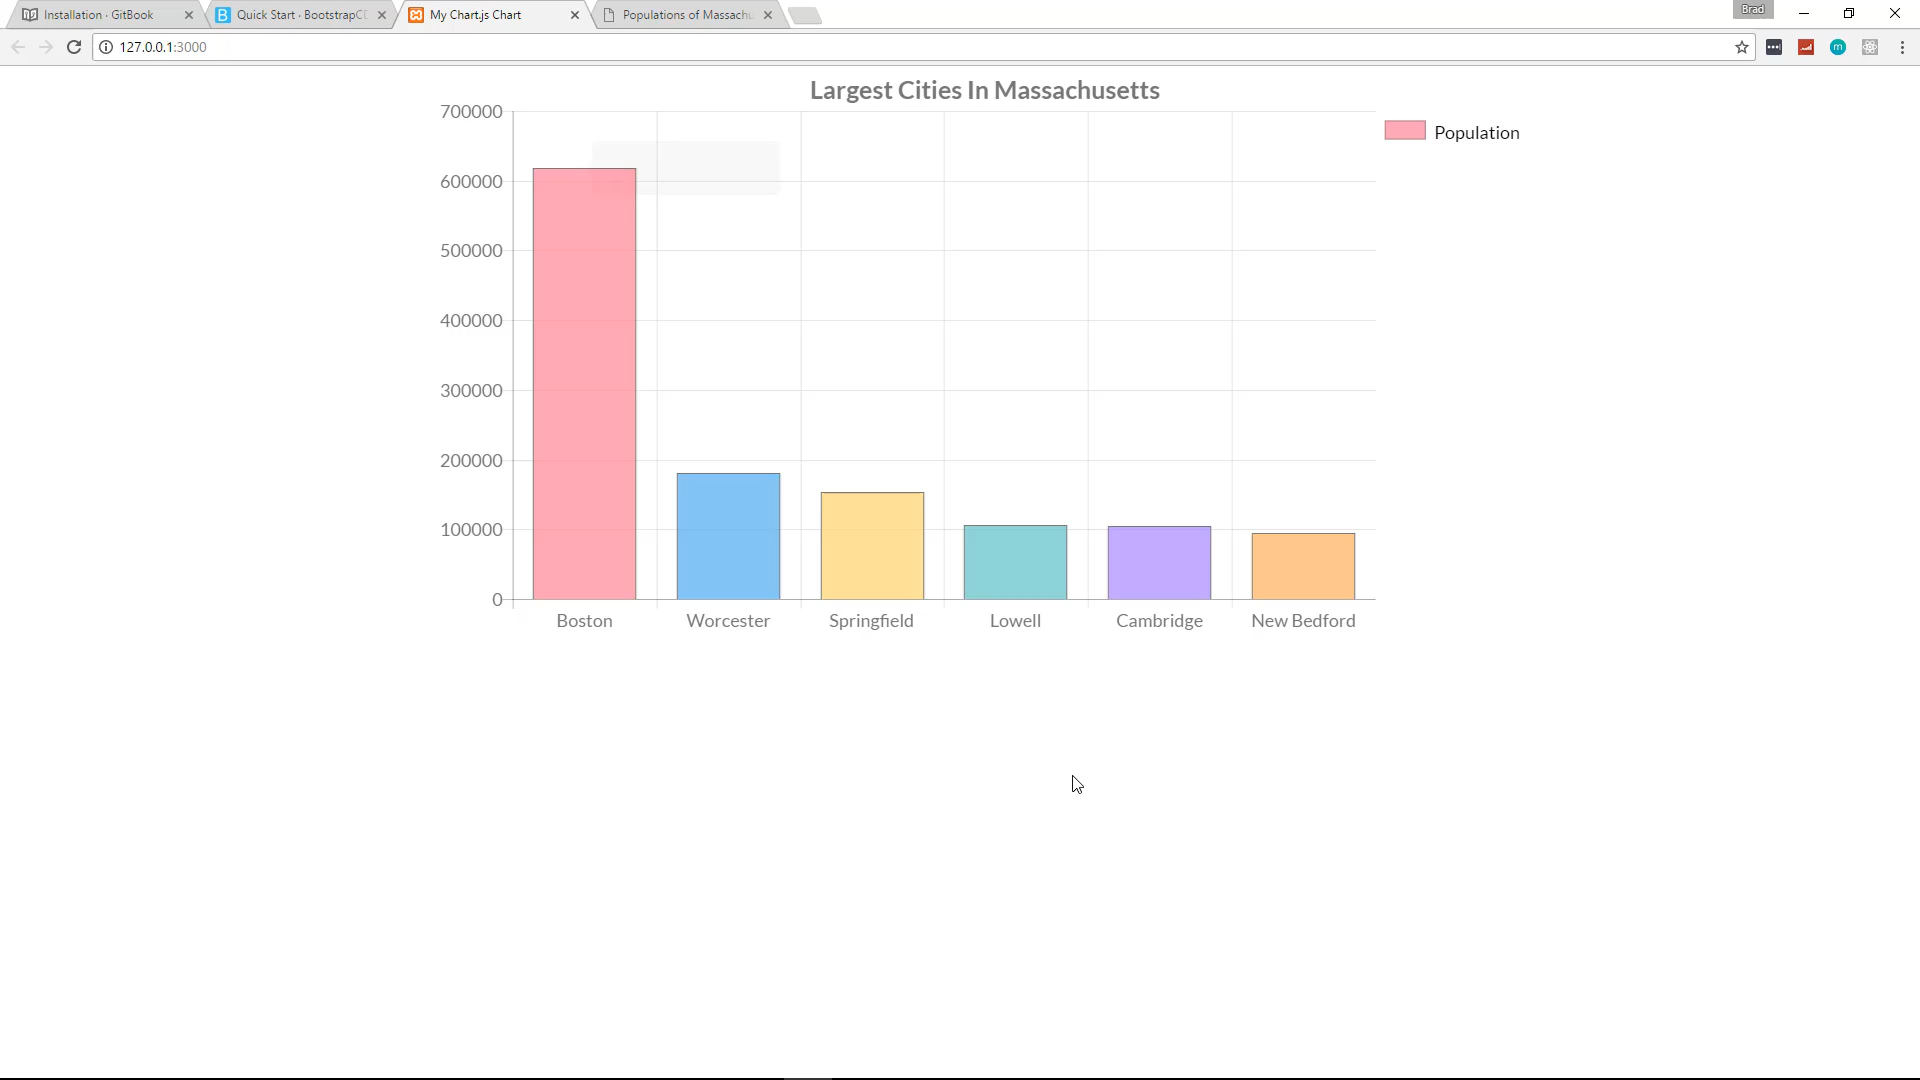 Installation · GitBook
Quick Start · BootstrapC
My Chart.js Chart
Populations of Massach
Brad
127.0.0.1:3000
Largest Cities In Massachusetts
Population
700000
600000
500000
400000
300000
200000
100000
0
Boston Worcester Springfield Lowell Cambridge New Bedford